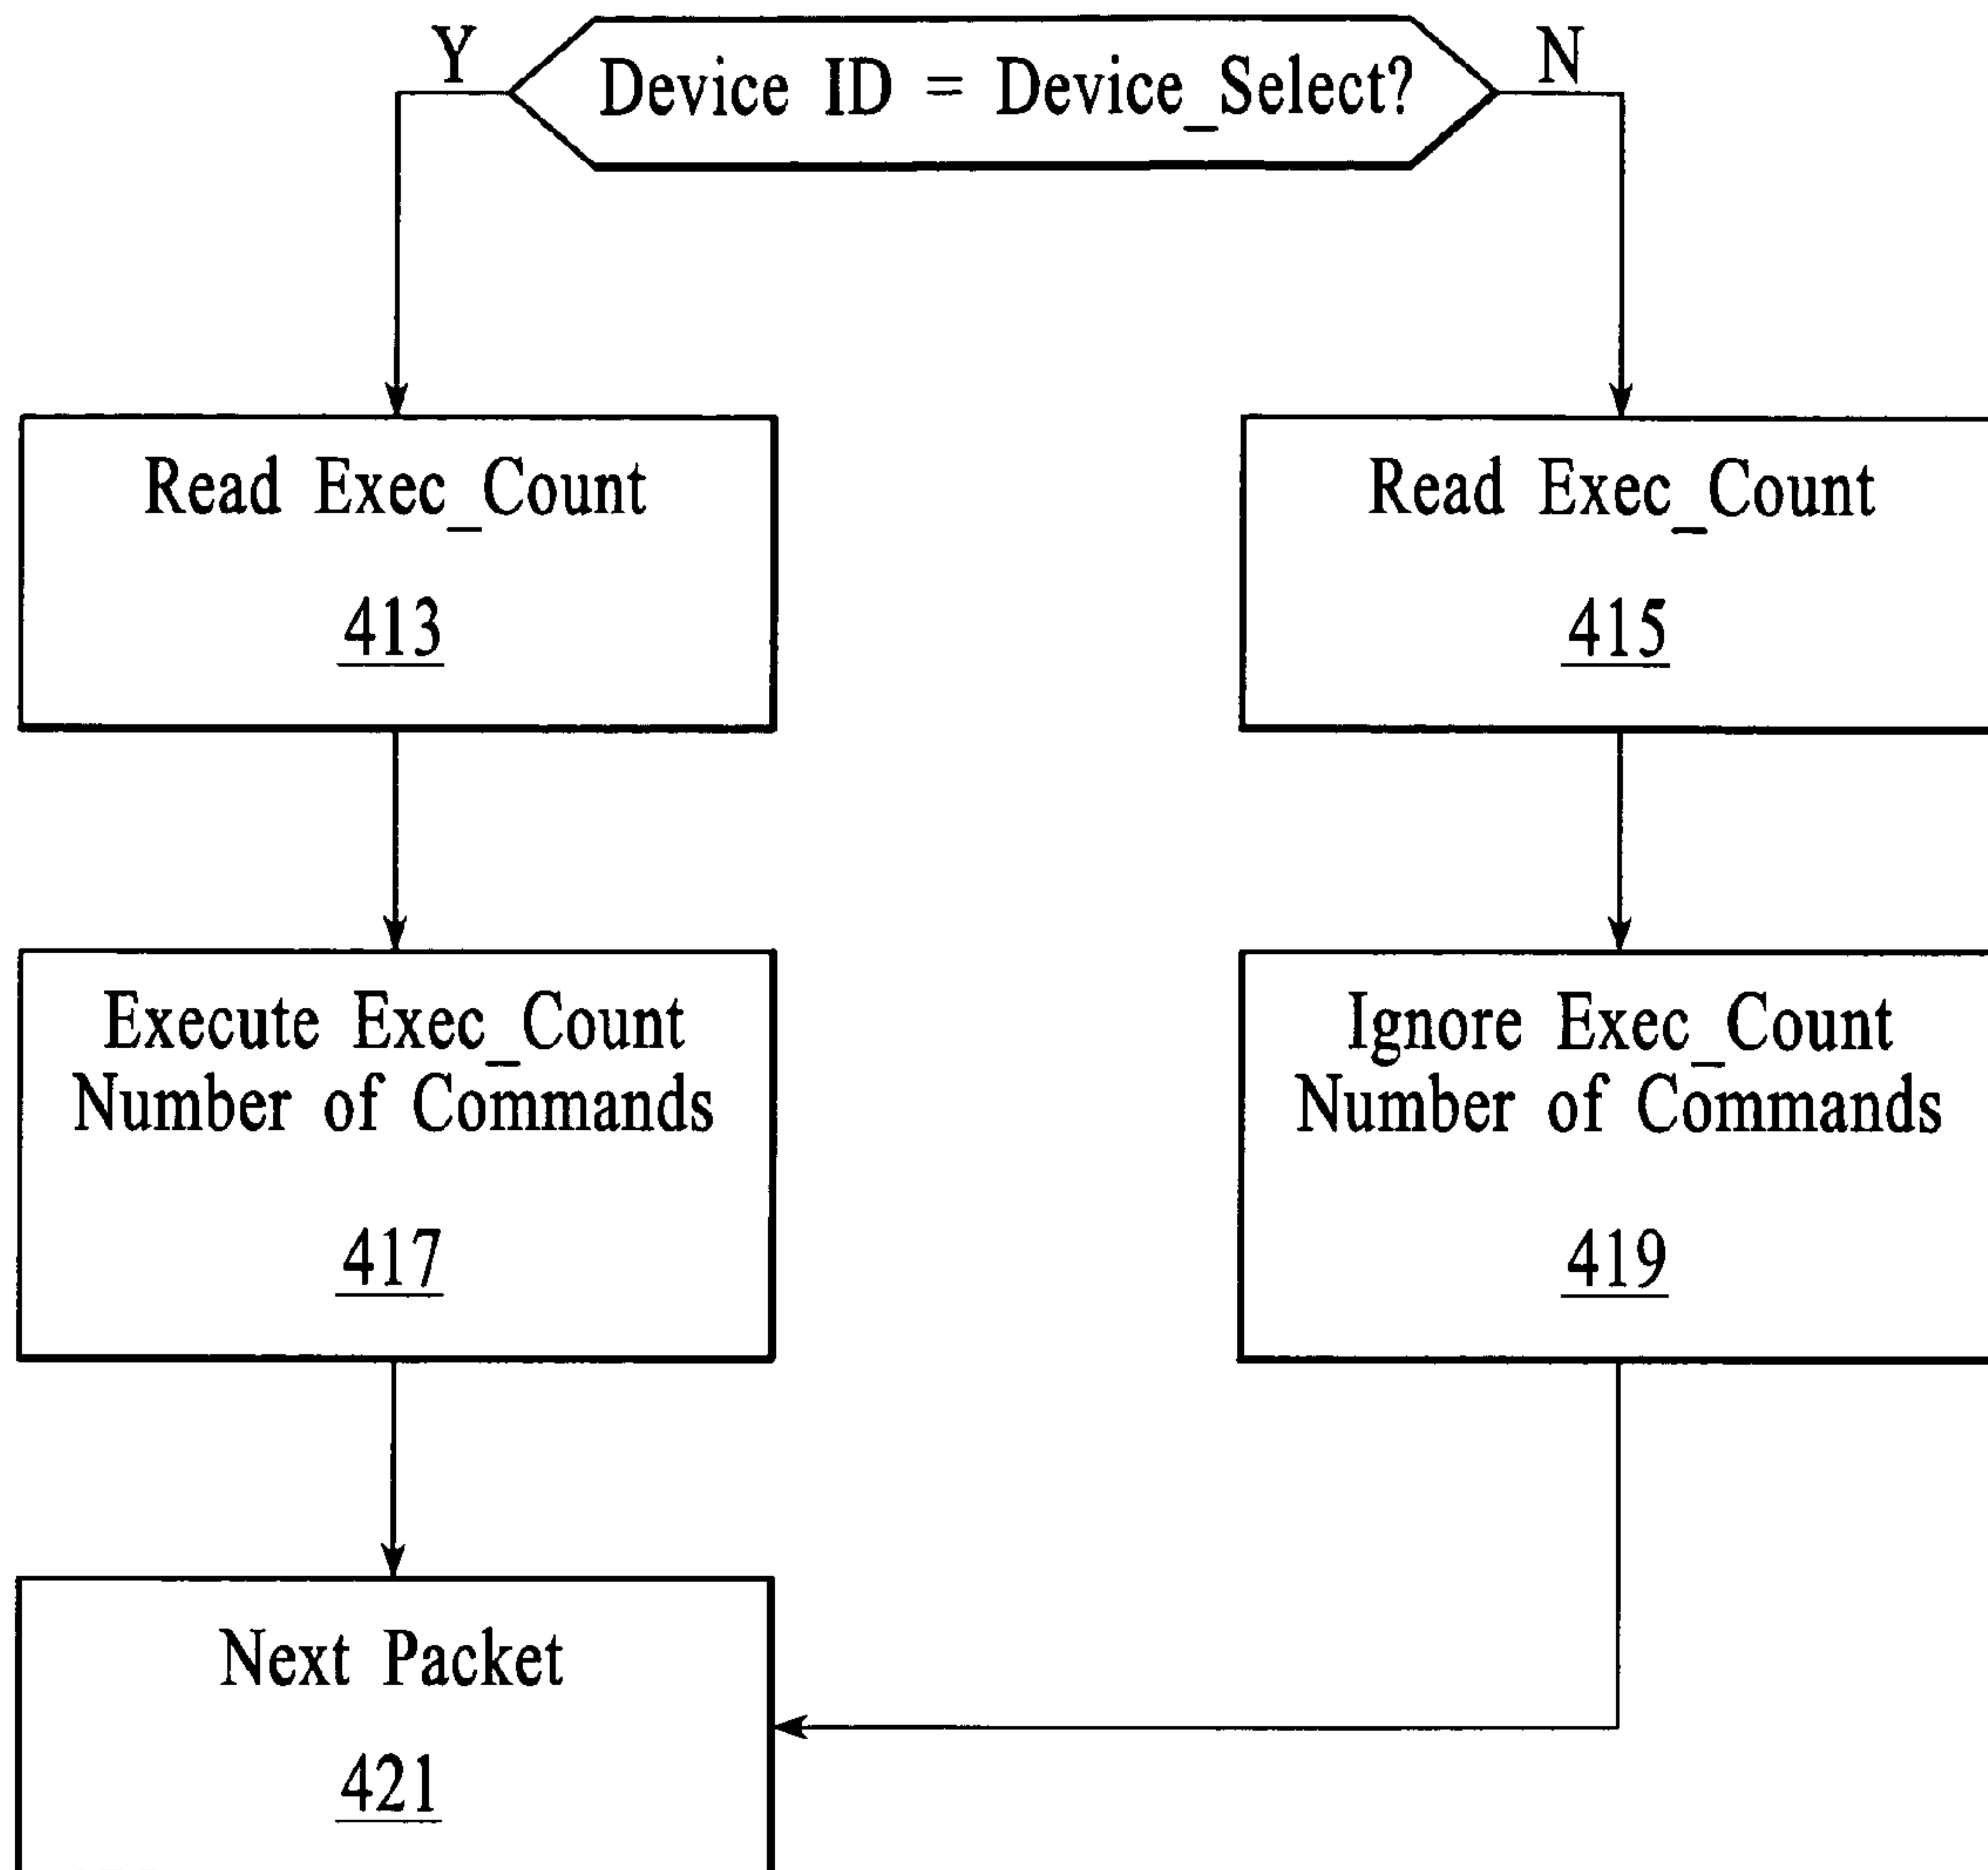 Y
Device ID = Device_Select?
N
Read Exec_Count
413
Read Exec_Count
415
Execute Exec_Count
Number of Commands
417
Ignore Exec_Count
Number of Commands
419
Next Packet
421